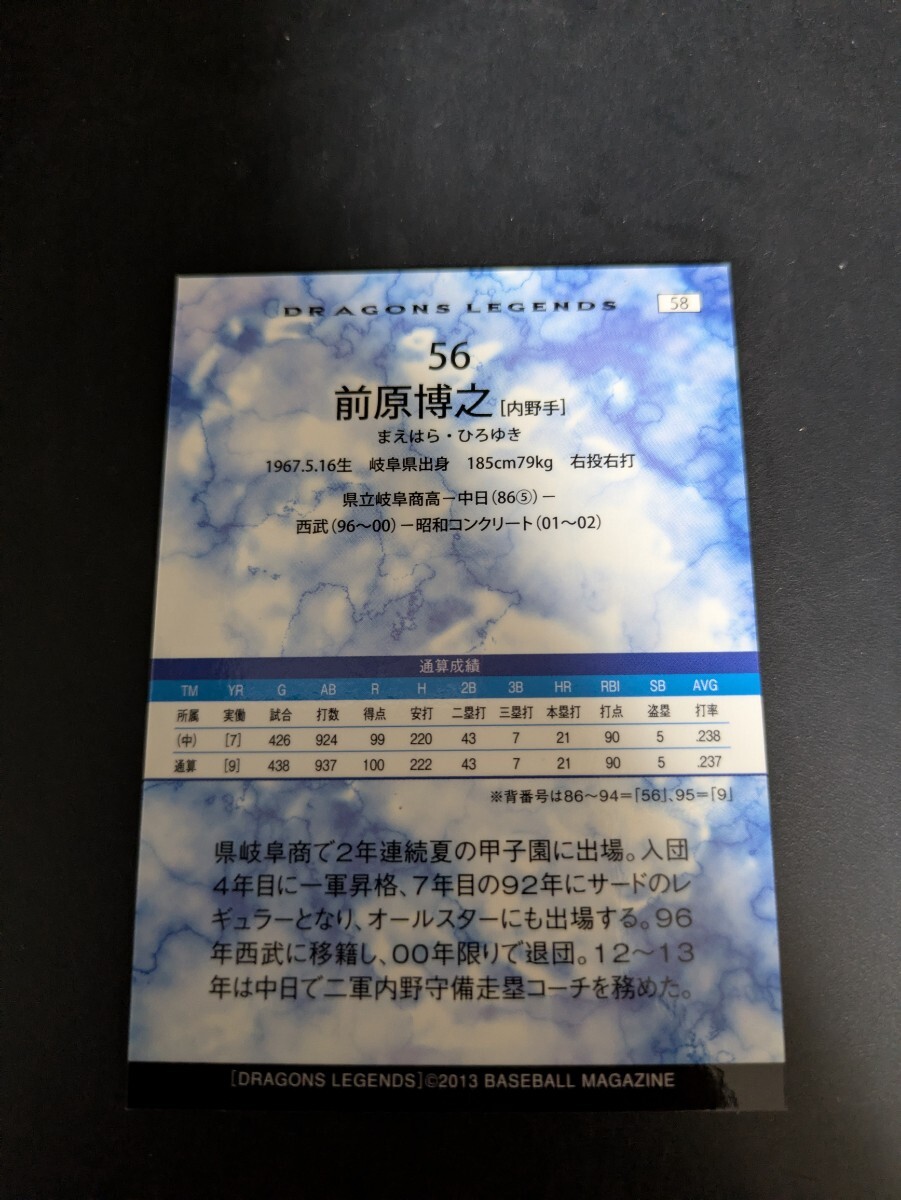 DRAGONS LEGENDS 58
56
前原博之[内野手]
まえはら・ひろゆき
1967.5.16生 岐阜県出身 185cm79kg 右投右打
県立岐阜商高－中日(86⑤)－
西武(96〜00)－昭和コンクリート(01〜02)
通算成績
TM YR G AB R H 2B 3B HR RBI SB AVG
所属 実働 試合 打数 得点 安打 二塁打 三塁打 本塁打 打点 盗塁 打率
(中) [7] 426 924 99 220 43 7 21 90 5 .238
通算 [9] 438 937 100 222 43 7 21 90 5 .237
※背番号は86〜94=「56」、95=「9」
県岐阜商で2年連続夏の甲子園に出場。入団
4年目に一軍昇格、7年目の92年にサードのレ
ギュラーとなり、オールスターにも出場する。96
年西武に移籍し、00年限りで退団。12〜13
年は中日で二軍内野守備走塁コーチを務めた。
[DRAGONS LEGENDS]©2013 BASEBALL MAGAZINE